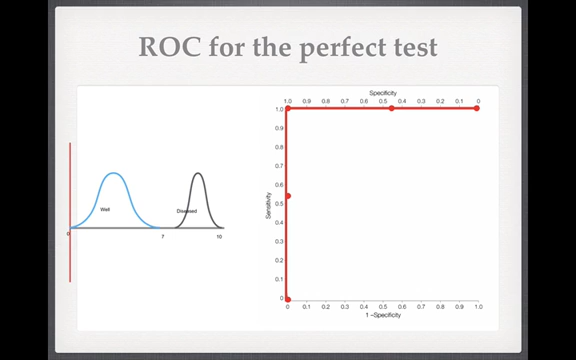 ROC for the perfect test
Well
Diseased
0
7
10
Specificity
1.0 0.9 0.8 0.7 0.6 0.5 0.4 0.3 0.2 0.1 0
Sensitivity
1.0
0.9
0.8
0.7
0.6
0.5
0.4
0.3
0.2
0.1
0
0 0.1 0.2 0.3 0.4 0.5 0.6 0.7 0.8 0.9 1.0
1 –Specificity